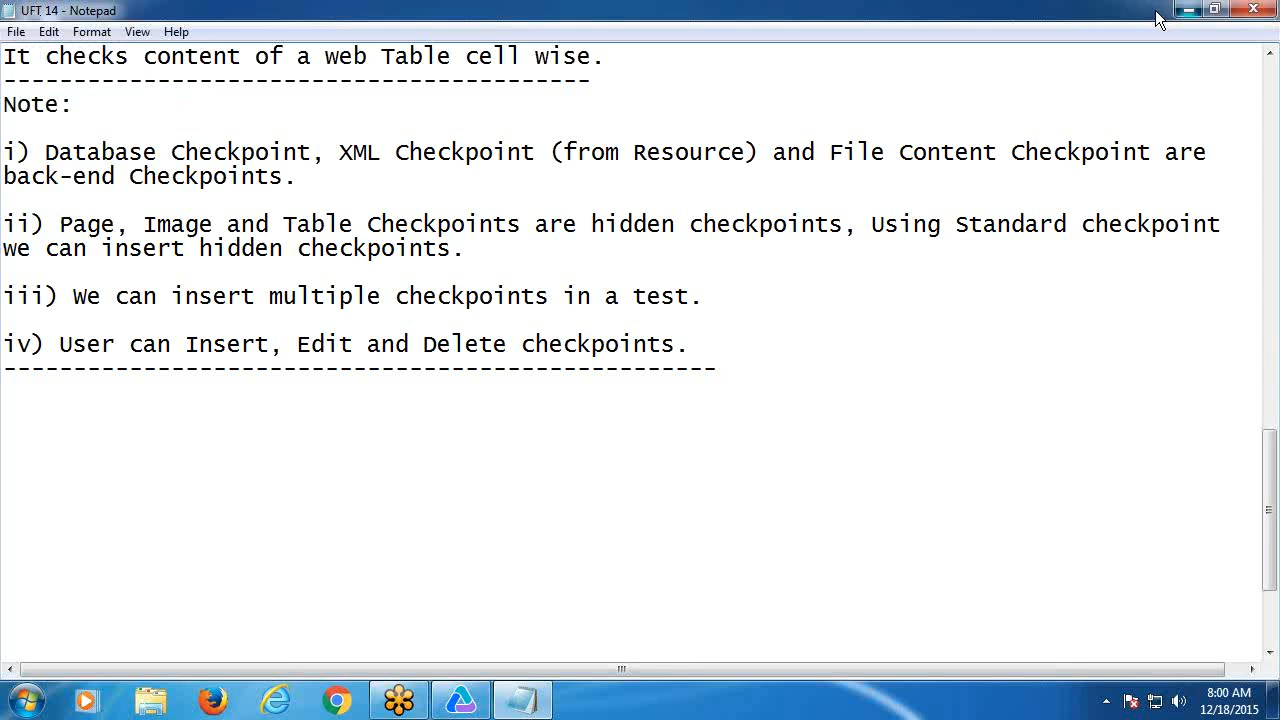 UFT 14 - Notepad
File Edit Format View Help
It checks content of a web Table cell wise.
------------------------------------------
Note:
i) Database Checkpoint, XML Checkpoint (from Resource) and File Content Checkpoint are
back-end Checkpoints.
ii) Page, Image and Table Checkpoints are hidden checkpoints, Using Standard checkpoint
we can insert hidden checkpoints.
iii) We can insert multiple checkpoints in a test.
iv) User can Insert, Edit and Delete checkpoints.
---------------------------------------------------
8:00 AM
12/18/2015